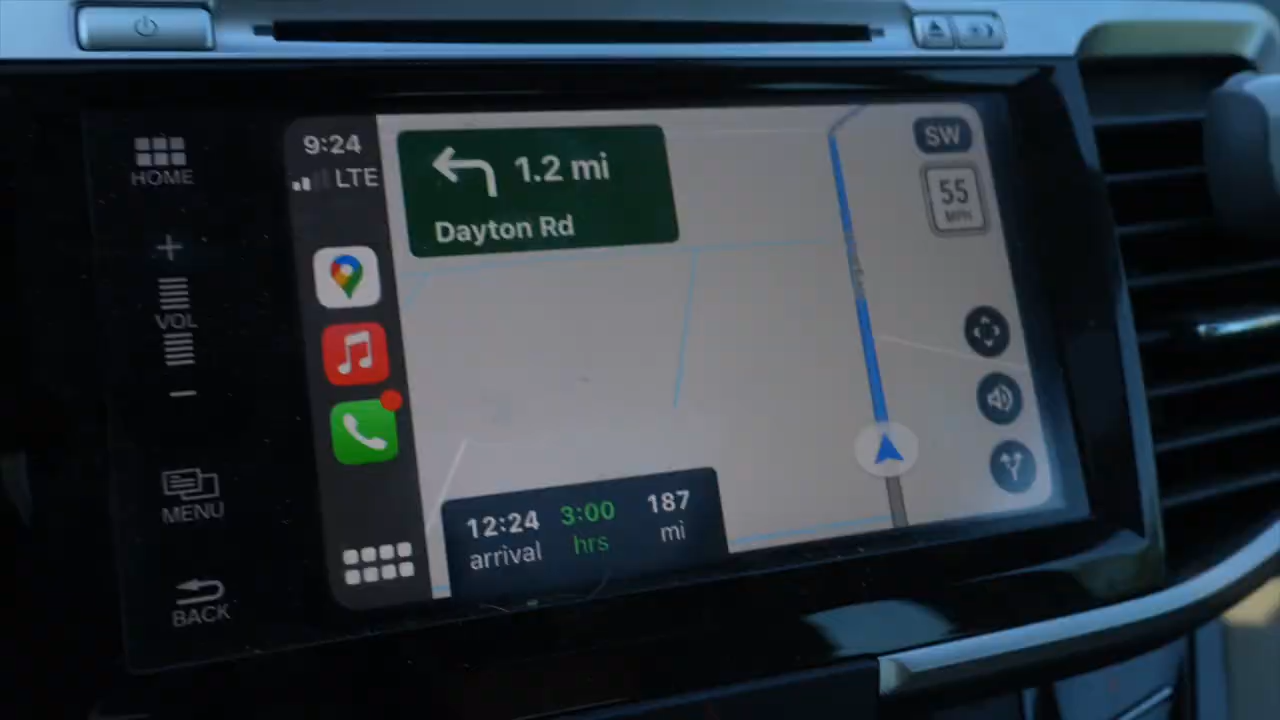 HOME
+
VOL
−
MENU
BACK
9:24
LTE
1.2 mi
Dayton Rd
SW
55
MPH
12:24 3:00 187
arrival hrs mi